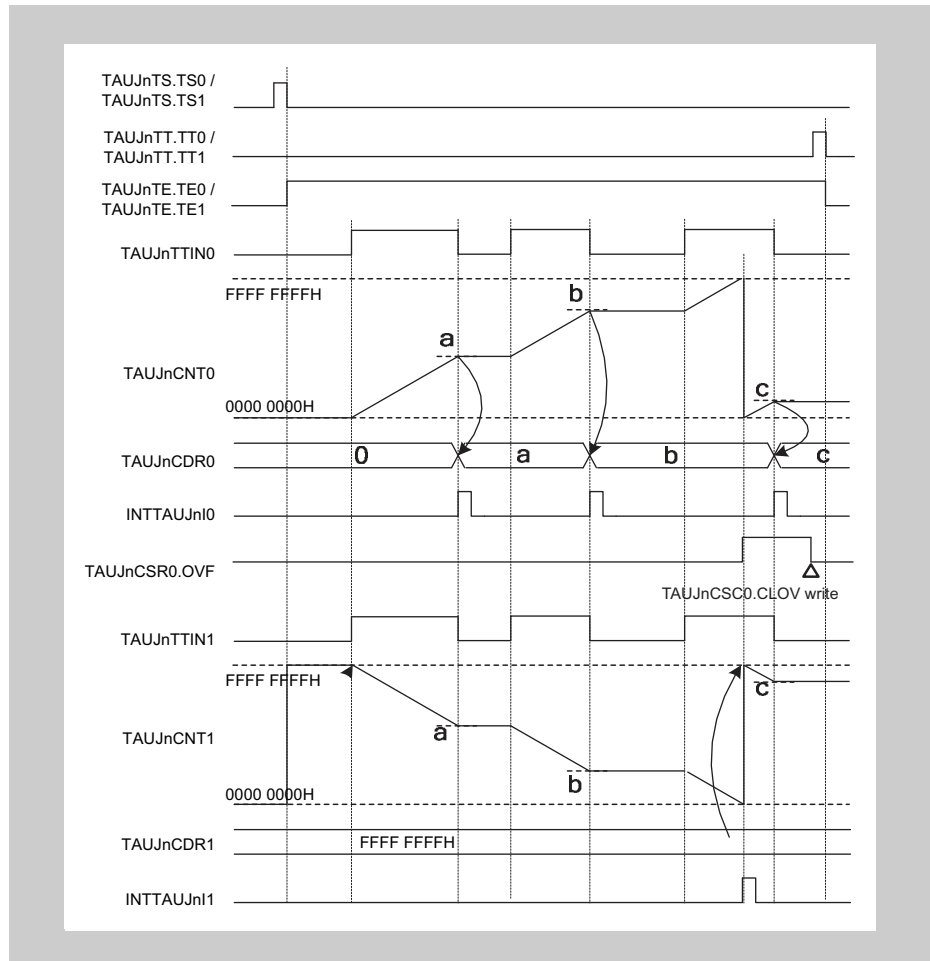 TAUJnTS.TS0 /
TAUJnTS.TS1
TAUJnTT.TT0 /
TAUJnTT.TT1
TAUJnTE.TE0 /
TAUJnTE.TE1
TAUJnTTIN0
FFFF FFFFH
b
a
TAUJnCNT0
c
0000 0000H
TAUJnCDR0
0
a
b
c
INTTAUJnI0
TAUJnCSR0.OVF
TAUJnCSC0.CLOV write
TAUJnTTIN1
FFFF FFFFH
c
a
TAUJnCNT1
b
0000 0000H
TAUJnCDR1
FFFF FFFFH
INTTAUJnI1